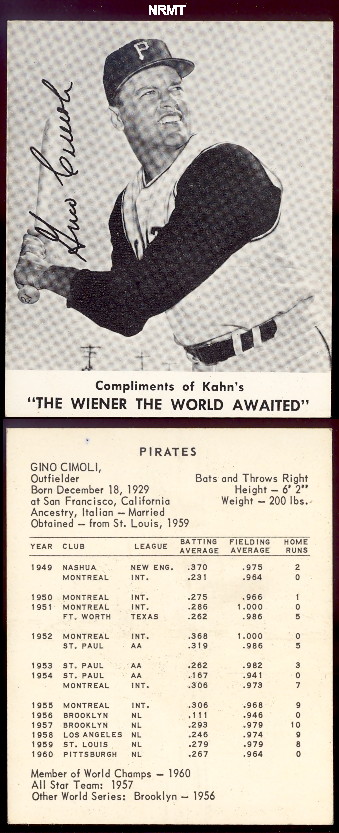 NRMT
P
Gino Cimoli
Compliments of Kahn's
"THE WIENER THE WORLD AWAITED"
PIRATES
GINO CIMOLI,
Outfielder Bats and Throws Right
Born December 18, 1929 Height — 6' 2"
at San Francisco, California Weight — 200 lbs.
Ancestry, Italian — Married
Obtained — from St. Louis, 1959
YEAR CLUB LEAGUE BATTING AVERAGE FIELDING AVERAGE HOME RUNS
1949 NASHUA NEW ENG. .370 .975 2
MONTREAL INT. .231 .964 0
1950 MONTREAL INT. .275 .966 1
1951 MONTREAL INT. .286 1.000 0
FT. WORTH TEXAS .262 .986 5
1952 MONTREAL INT. .368 1.000 0
ST. PAUL AA .319 .986 5
1953 ST. PAUL AA .262 .982 3
1954 ST. PAUL AA .167 .941 0
MONTREAL INT. .306 .973 7
1955 MONTREAL INT. .306 .968 9
1956 BROOKLYN NL .111 .946 0
1957 BROOKLYN NL .293 .979 10
1958 LOS ANGELES NL .246 .974 9
1959 ST. LOUIS NL .279 .979 8
1960 PITTSBURGH NL .267 .964 0
Member of World Champs — 1960
All Star Team: 1957
Other World Series: Brooklyn — 1956